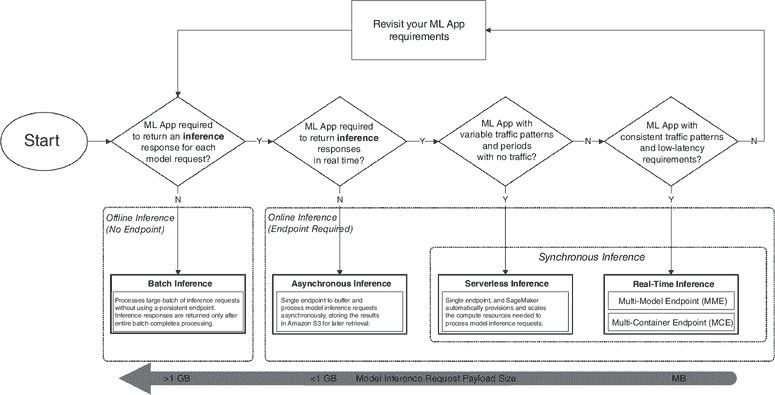 Revisit your ML App
requirements
Start
ML App required
to return an inference
response for each
model request?
Y
ML App required
to return inference
responses
in real time?
Y
ML App with
variable traffic patterns
and periods
with no traffic?
N
ML App with
consistent traffic patterns
and low-latency
requirements?
N
N
N
Y
Y
Offline Inference
(No Endpoint)
Online Inference
(Endpoint Required)
Synchronous Inference
Batch Inference
Processes large batch of inference requests
without using a persistent endpoint.
Inference responses are returned only after
entire batch completes processing.
Asynchronous Inference
Single endpoint to buffer and
process model inference requests
asynchronously, storing the results
in Amazon S3 for later retrieval.
Serverless Inference
Single endpoint, and SageMaker
automatically provisions and scales
the compute resources needed to
process model inference requests.
Real-Time Inference
Multi-Model Endpoint (MME)
Multi-Container Endpoint (MCE)
>1 GB
<1 GB
Model Inference Request Payload Size
MB